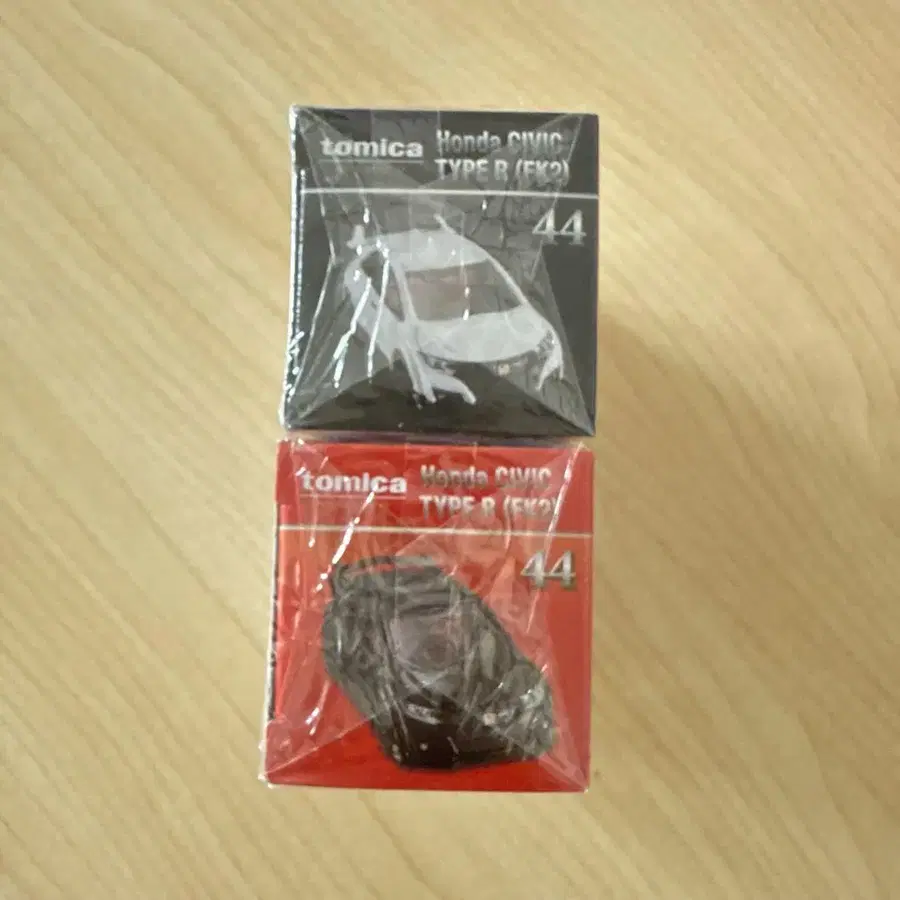 tomica Honda CIVIC
TYPE R (FK2)
44
tomica Honda CIVIC
TYPE R (FK2)
44